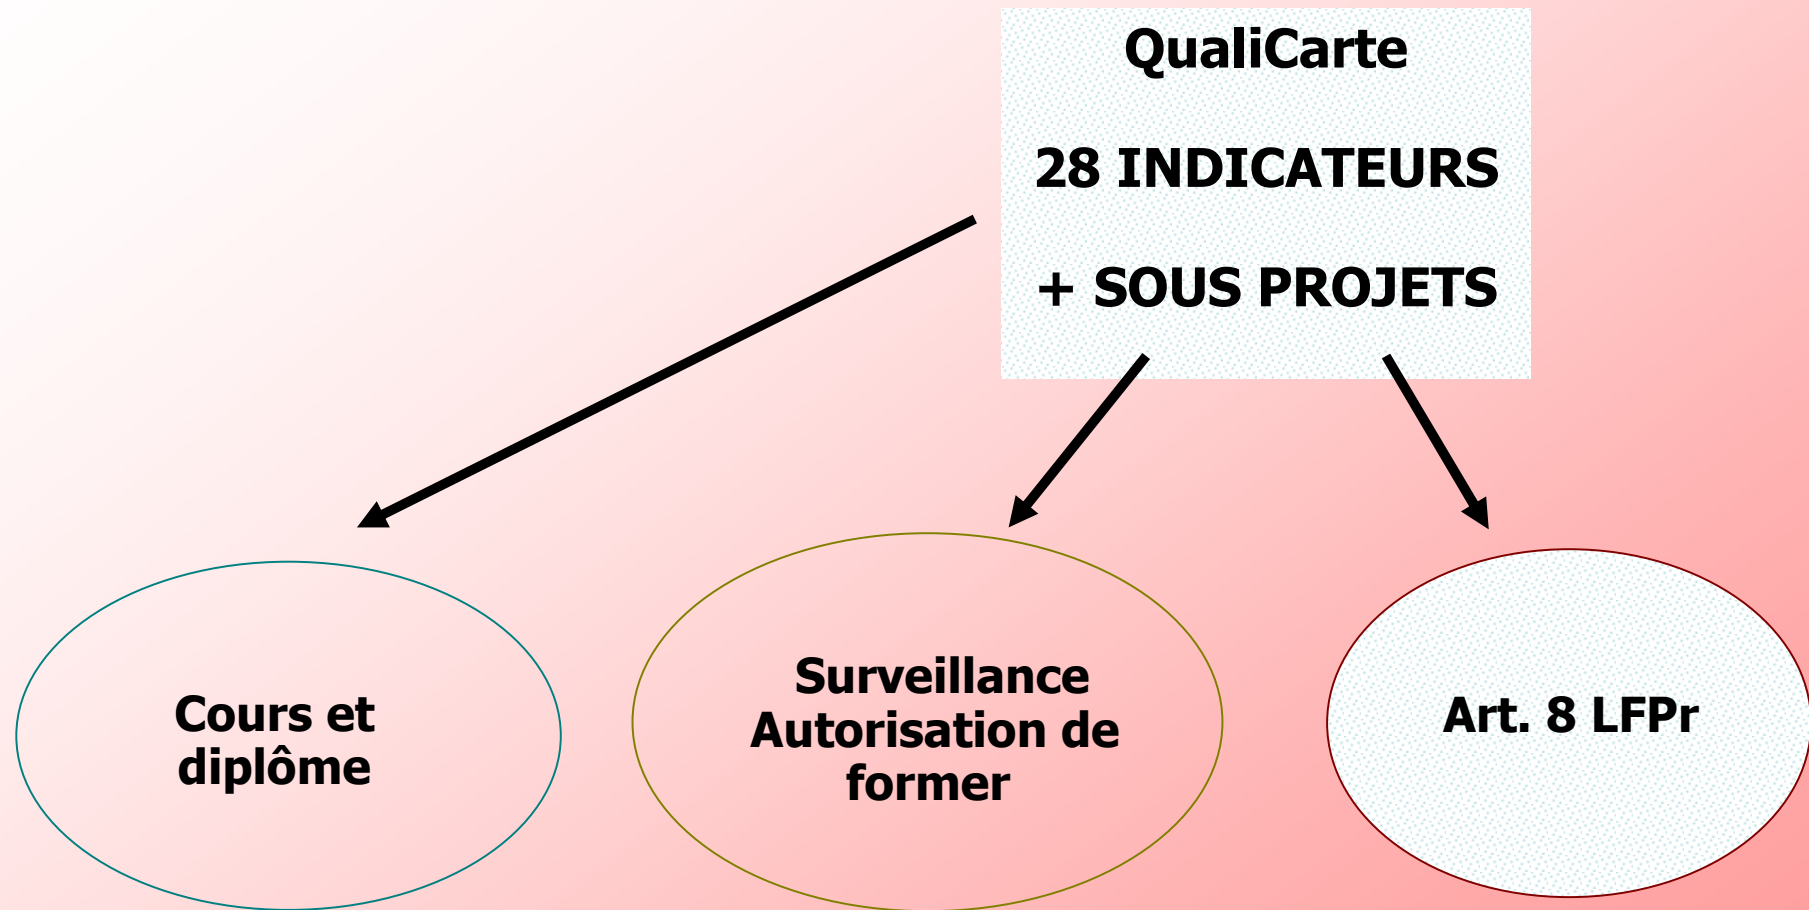 QualiCarte
28 INDICATEURS
+ SOUS PROJETS
Cours et
diplôme
Surveillance
Autorisation de
former
Art. 8 LFPr